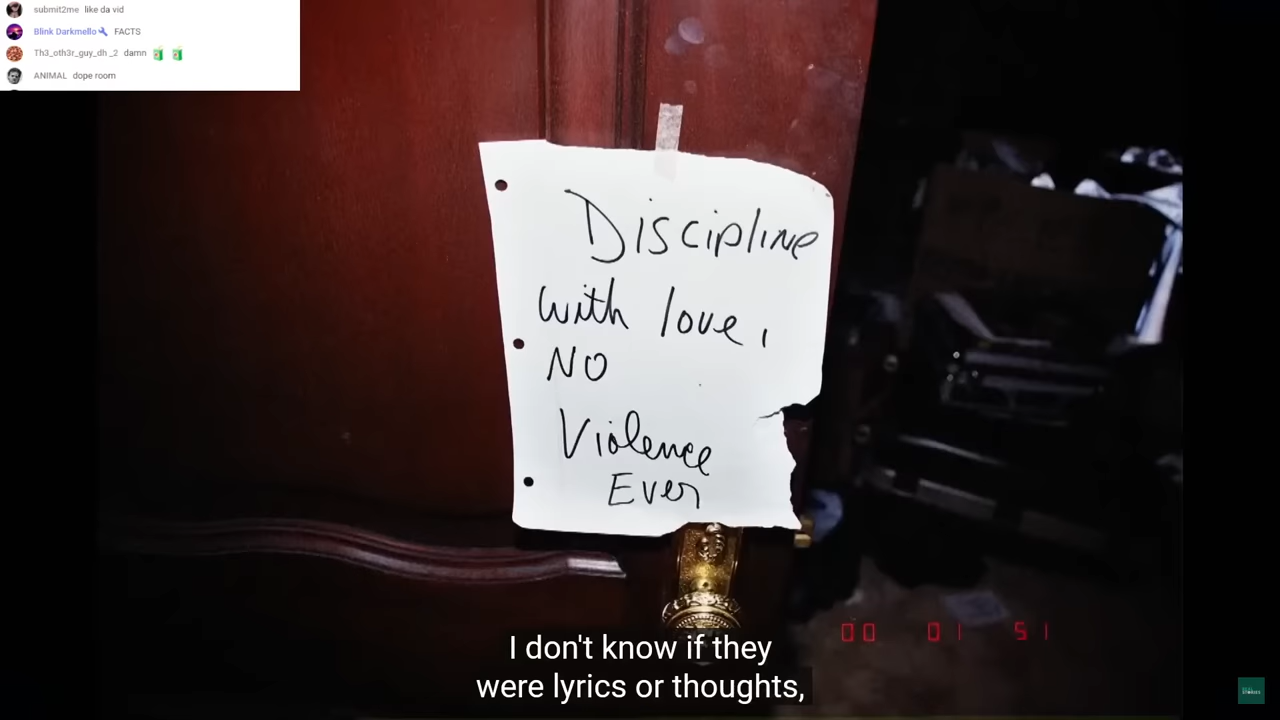 submit2me like da vid
Blink Darkmello FACTS
Th3_oth3r_guy_dh_2 damn
ANIMAL dope room
Discipline
with love,
NO
Violence
Ever
00 01 51
I don't know if they
were lyrics or thoughts,